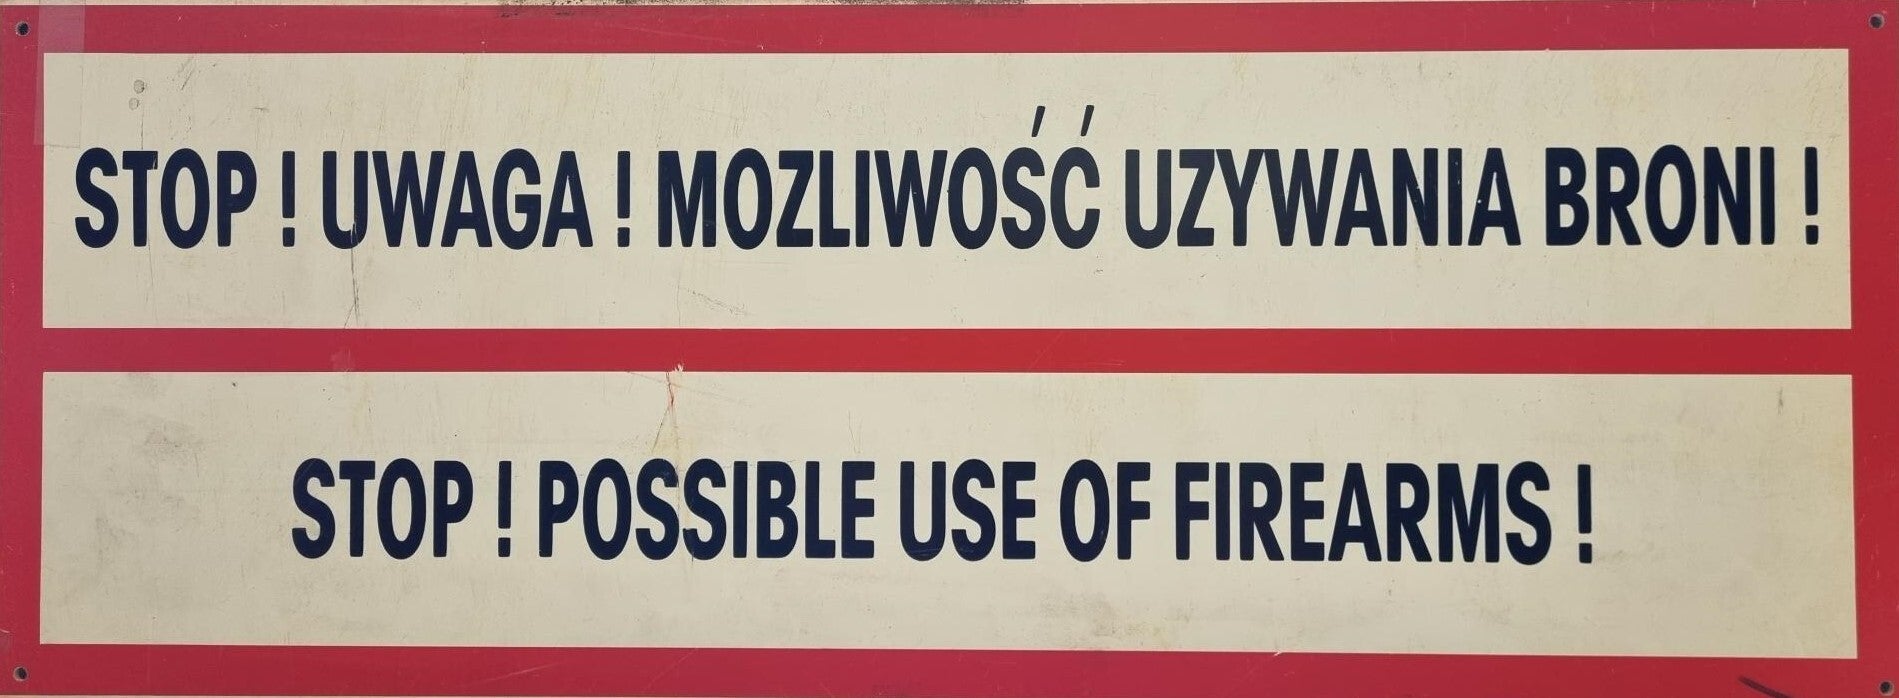 STOP ! UWAGA ! MOZLIWOŚĆ UZYWANIA BRONI !
STOP ! POSSIBLE USE OF FIREARMS !